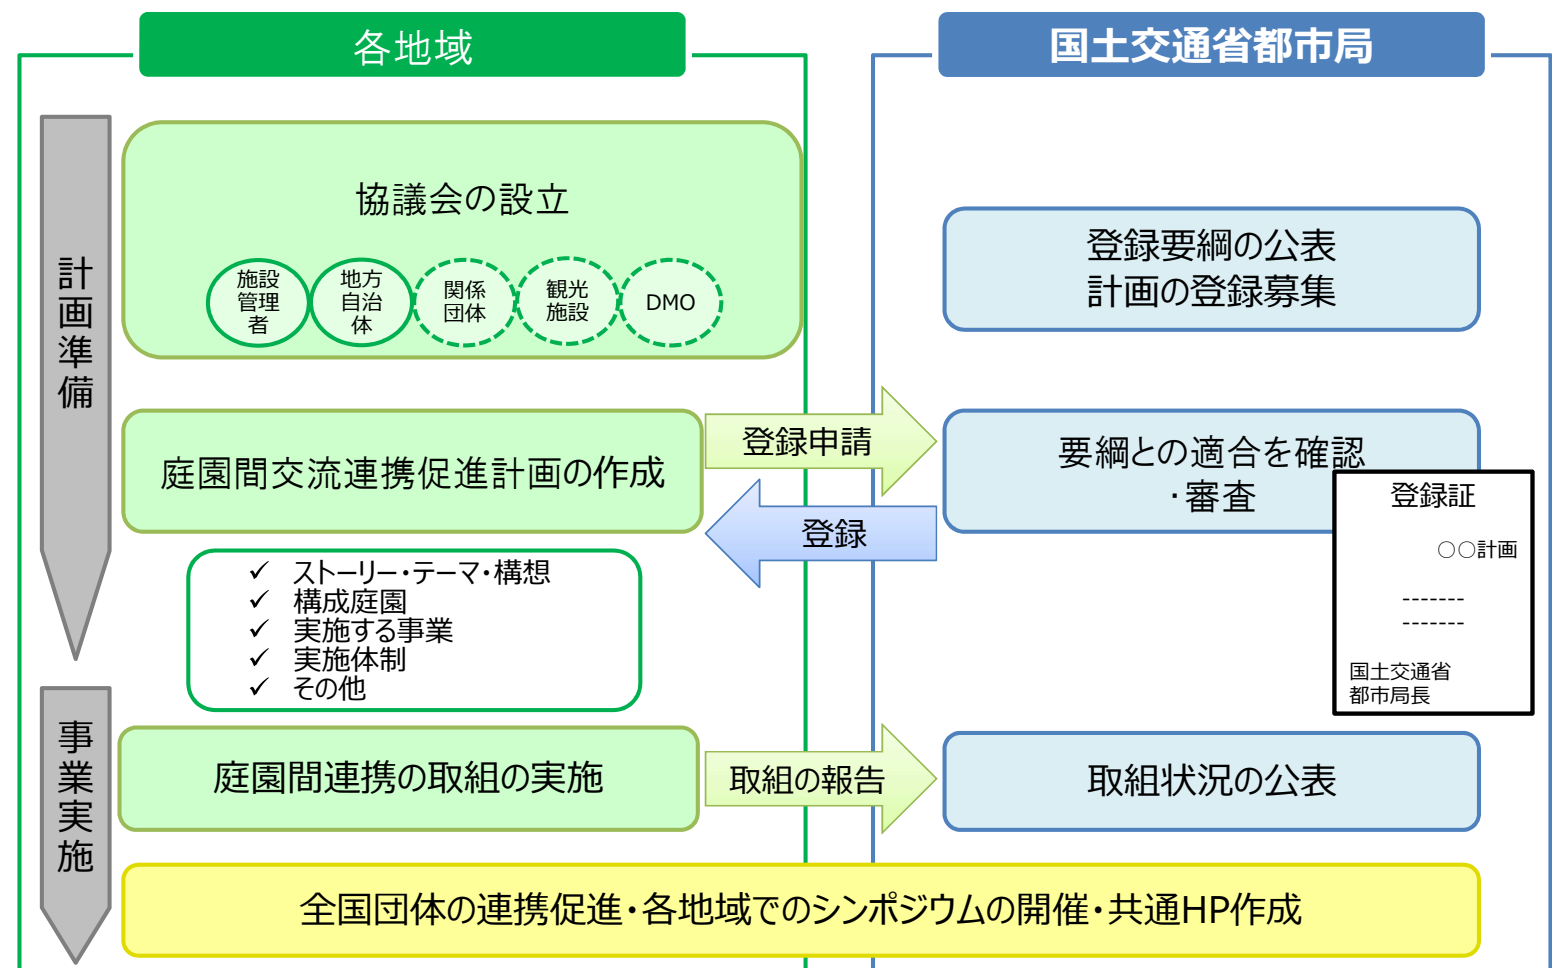 各地域
国土交通省都市局
計画準備
協議会の設立
施設
管理
者
地方
自治
体
関係
団体
観光
施設
DMO
登録要綱の公表
計画の登録募集
庭園間交流連携促進計画の作成
登録申請
登録
要綱との適合を確認
・審査
登録証
○○計画
-------
-------
国土交通省
都市局長
✓ ストーリー・テーマ・構想
✓ 構成庭園
✓ 実施する事業
✓ 実施体制
✓ その他
事業実施
庭園間連携の取組の実施
取組の報告
取組状況の公表
全国団体の連携促進・各地域でのシンポジウムの開催・共通HP作成